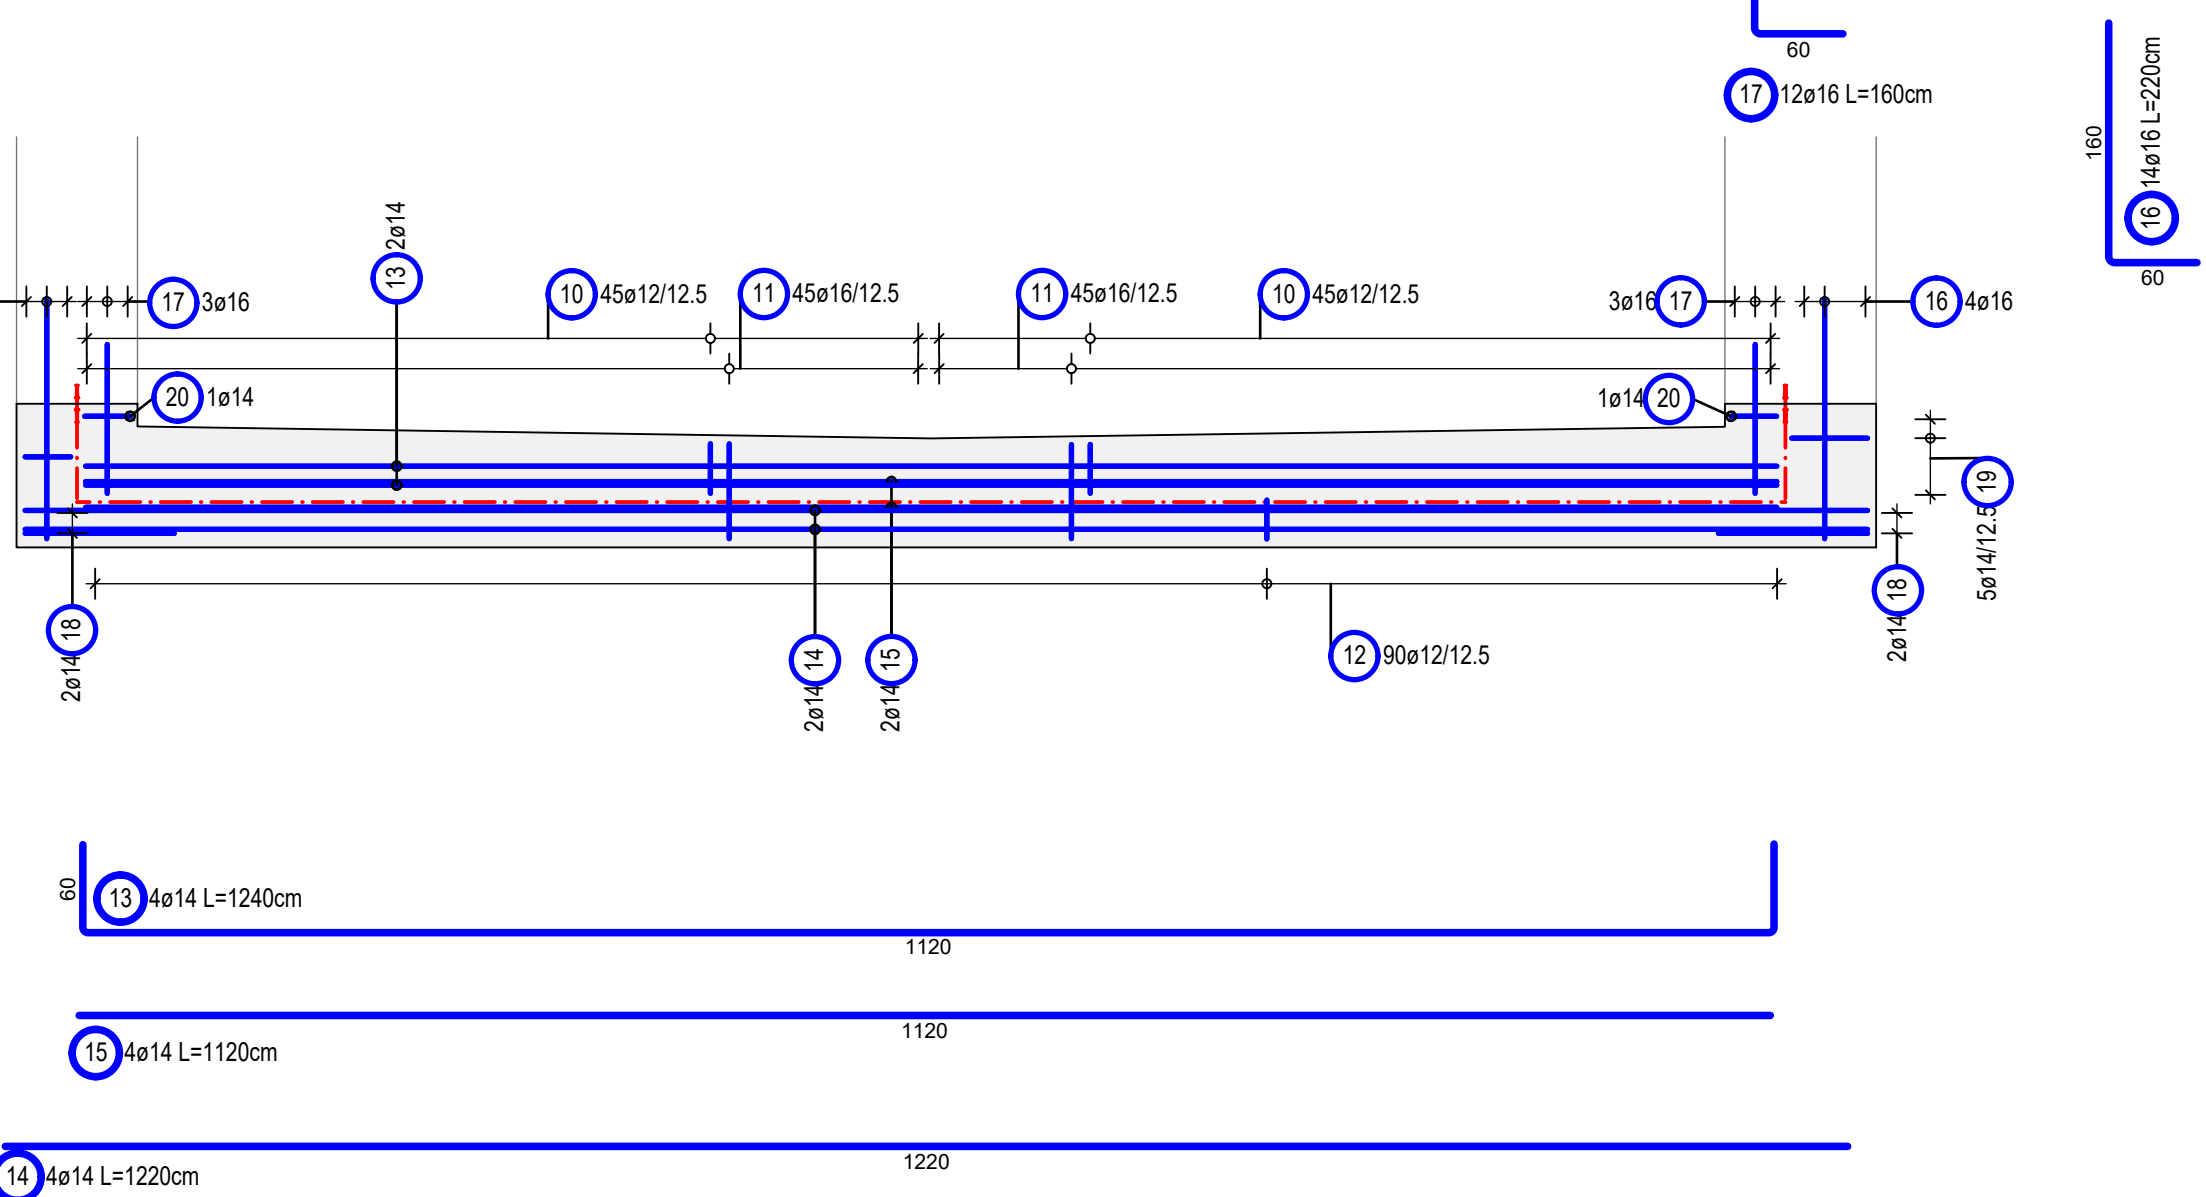 60
17 12ø16 L=160cm
160
16 14ø16 L=220cm
60
13 2ø14
17 3ø16
10 45ø12/12.5
11 45ø16/12.5
11 45ø16/12.5
10 45ø12/12.5
3ø16 17
16 4ø16
20 1ø14
1ø14 20
5ø14/12.5 19
2ø14 18
2ø14 18
2ø14 14
2ø14 15
12 90ø12/12.5
60
13 4ø14 L=1240cm
1120
1120
15 4ø14 L=1120cm
1220
14 4ø14 L=1220cm